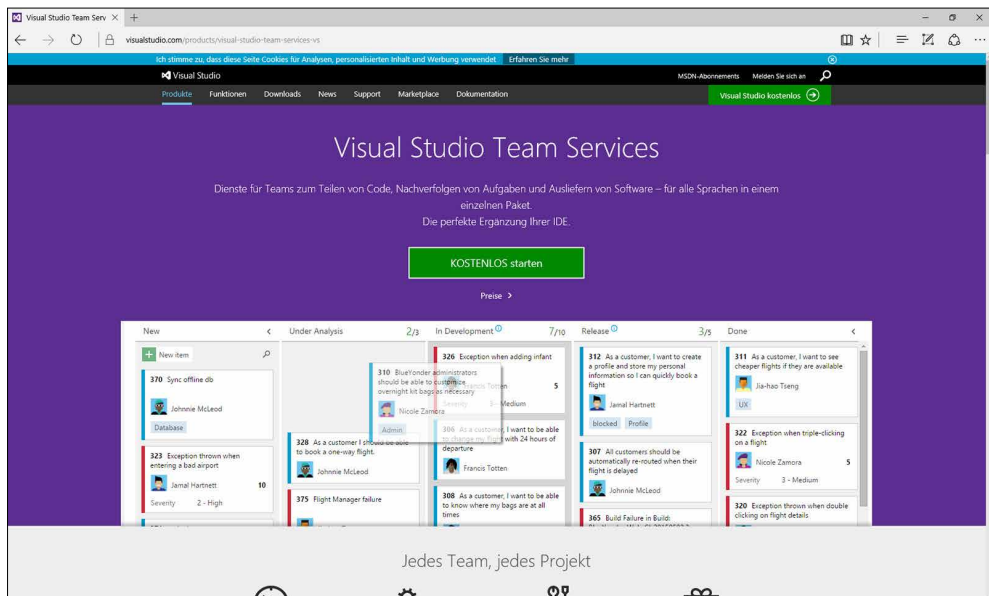 Visual Studio Team Serv
visualstudio.com/products/visual-studio-team-services-vs
Ich stimme zu, dass diese Seite Cookies für Analysen, personalisierten Inhalt und Werbung verwendet Erfahren Sie mehr
Visual Studio
MSDN-Abonnements Melden Sie sich an
Produkte Funktionen Downloads News Support Marketplace Dokumentation
Visual Studio kostenlos
Visual Studio Team Services
Dienste für Teams zum Teilen von Code, Nachverfolgen von Aufgaben und Ausliefern von Software – für alle Sprachen in einem
einzelnen Paket.
Die perfekte Ergänzung Ihrer IDE.
KOSTENLOS starten
Preise
New
New item
370 Sync offline db
Johnnie McLeod
Database
323 Exception thrown when
entering a bad airport
Jamal Hartnett 10
Severity 2 - High
Under Analysis 2/3
328 As a customer I should be able
to book a one-way flight.
Johnnie McLeod
375 Flight Manager failure
310 BlueYonder administrators
should be able to customize
overnight kit bags as necessary
Nicole Zamora
Admin
In Development 7/10
326 Exception when adding infant
Francis Totten 5
Severity 3 - Medium
306 As a customer, I want to be able
to change my flight with 24 hours of
departure
Francis Totten
308 As a customer, I want to be able
to know where my bags are at all
times
Release 3/5
312 As a customer, I want to create
a profile and store my personal
information so I can quickly book a
flight
Jamal Hartnett
blocked Profile
307 All customers should be
automatically re-routed when their
flight is delayed
Johnnie McLeod
365 Build Failure in Build:
Done
311 As a customer, I want to see
cheaper flights if they are available
Jia-hao Tseng
UX
322 Exception when triple-clicking
on a flight
Nicole Zamora 5
Severity 3 - Medium
320 Exception thrown when double
clicking on flight details
Jedes Team, jedes Projekt